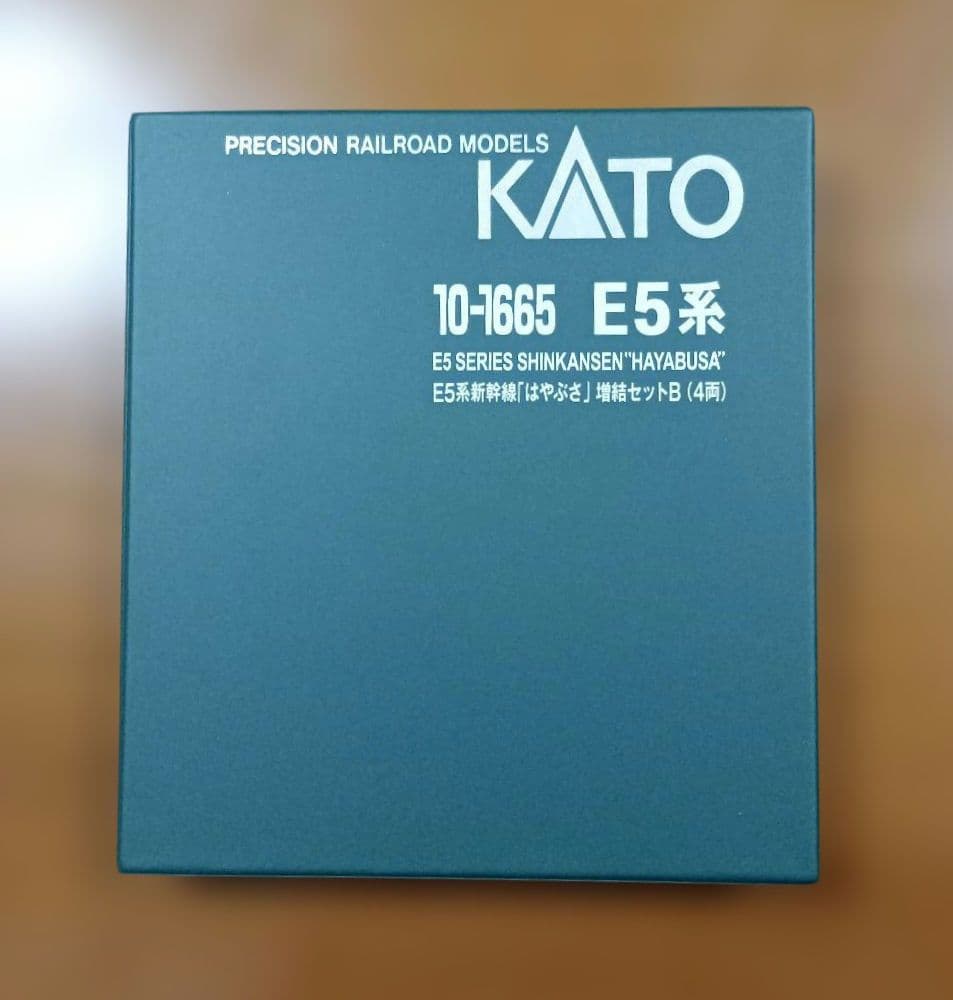 PRECISION RAILROAD MODELS
KATO
10-1665 E5系
E5 SERIES SHINKANSEN "HAYABUSA"
E5系新幹線「はやぶさ」 増結セットB (4両)